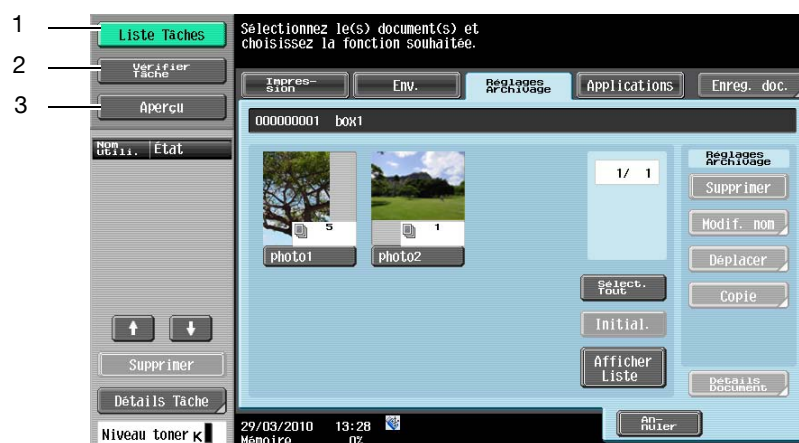 1
2
3
Liste Tâches
Vérifier
Tâche
Aperçu
Nom
Utili.
État
Supprimer
Détails Tâche
Niveau toner K
Sélectionnez le(s) document(s) et
choisissez la fonction souhaitée.
Impres-
sion
Env.
Réglages
Archivage
Applications
Enreg. doc.
000000001 box1
5
photo1
1
photo2
1/ 1
Sélect.
Tout
Initial.
Afficher
Liste
Réglages
Archivage
Supprimer
Modif. nom
Déplacer
Copie
Détails
Document
29/03/2010 13:28
Mémoire 0%
An-
nuler